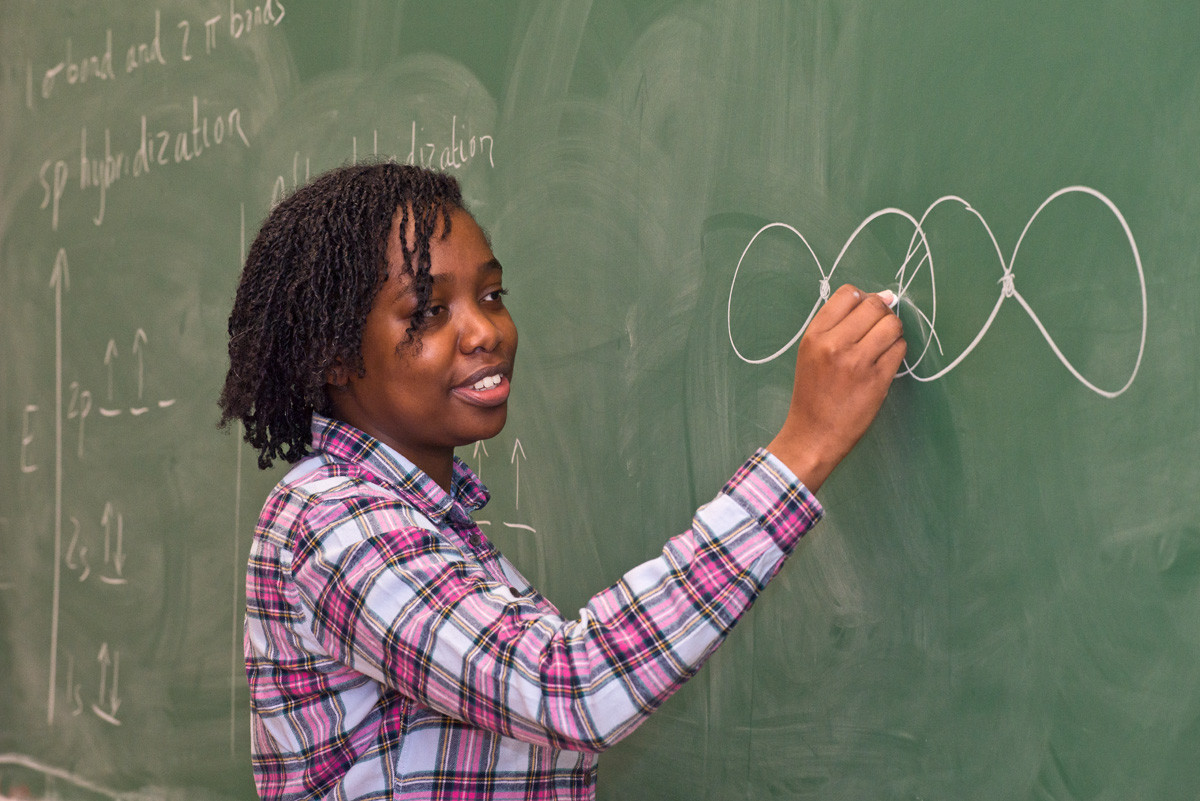 1 σ bond and 2 π bonds
sp hybridization
hybridization
E
2p
2s
1s